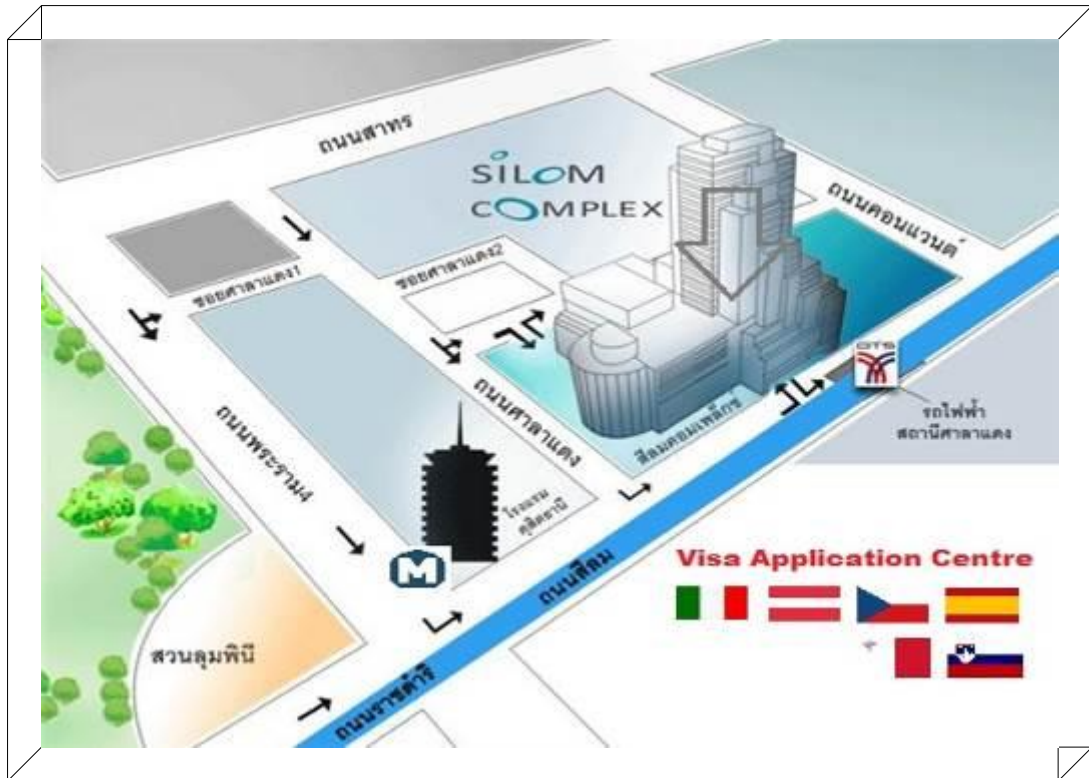 ถนนสาทร
SILOM
COMPLEX
ถนนคอนแวนต์
ซอยศาลาแดง1
ซอยศาลาแดง2
BTS
รถไฟฟ้า
สถานีศาลาแดง
ถนนศาลาแดง
สีลมคอมเพล็กซ
ถนนพระราม4
โรงแรม
ดุสิตธานี
M
ถนนสีลม
Visa Application Centre
สวนลุมพินี
ถนนราชดำริ